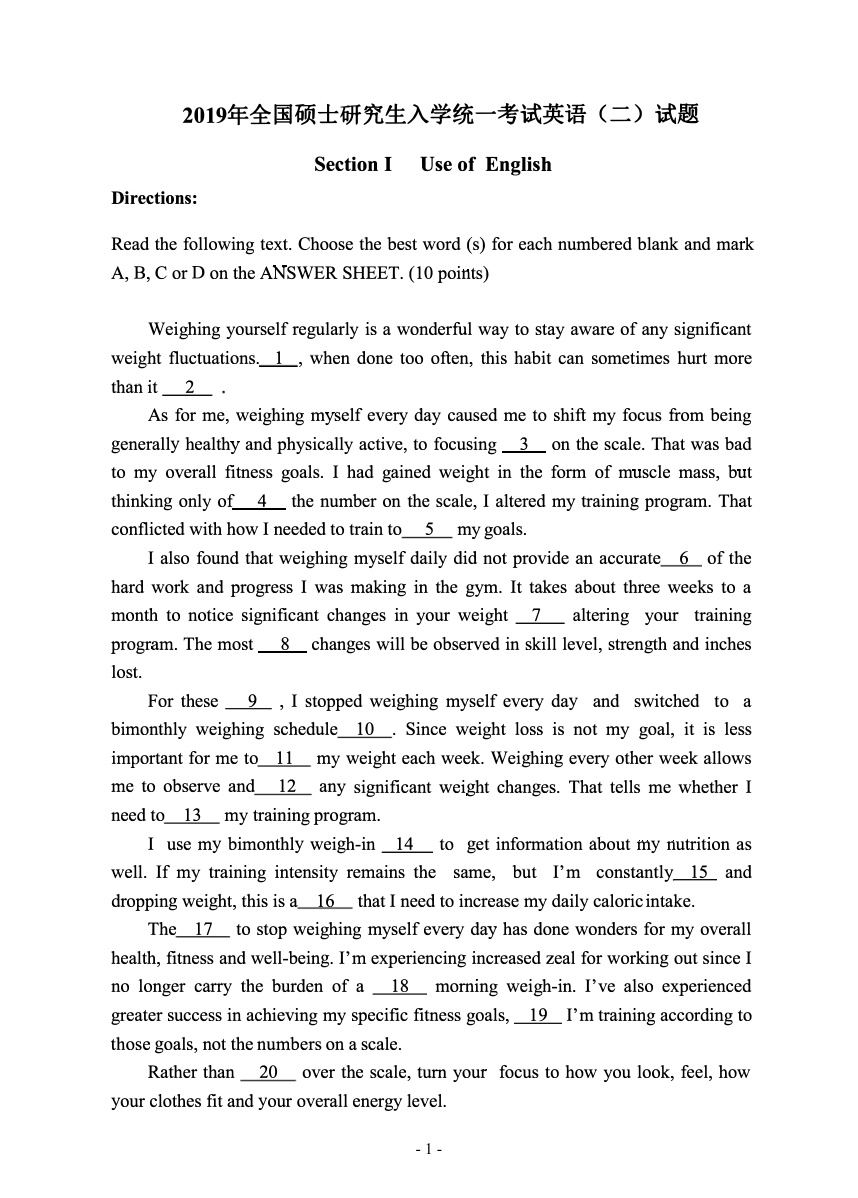 2019年全国硕士研究生入学统一考试英语（二）试题
Section I Use of English
Directions:
Read the following text. Choose the best word (s) for each numbered blank and mark
A, B, C or D on the ANSWER SHEET. (10 points)
Weighing yourself regularly is a wonderful way to stay aware of any significant
weight fluctuations. 1 , when done too often, this habit can sometimes hurt more
than it 2 .
As for me, weighing myself every day caused me to shift my focus from being
generally healthy and physically active, to focusing 3 on the scale. That was bad
to my overall fitness goals. I had gained weight in the form of muscle mass, but
thinking only of 4 the number on the scale, I altered my training program. That
conflicted with how I needed to train to 5 my goals.
I also found that weighing myself daily did not provide an accurate 6 of the
hard work and progress I was making in the gym. It takes about three weeks to a
month to notice significant changes in your weight 7 altering your training
program. The most 8 changes will be observed in skill level, strength and inches
lost.
For these 9 , I stopped weighing myself every day and switched to a
bimonthly weighing schedule 10 . Since weight loss is not my goal, it is less
important for me to 11 my weight each week. Weighing every other week allows
me to observe and 12 any significant weight changes. That tells me whether I
need to 13 my training program.
I use my bimonthly weigh-in 14 to get information about my nutrition as
well. If my training intensity remains the same, but I'm constantly 15 and
dropping weight, this is a 16 that I need to increase my daily caloric intake.
The 17 to stop weighing myself every day has done wonders for my overall
health, fitness and well-being. I'm experiencing increased zeal for working out since I
no longer carry the burden of a 18 morning weigh-in. I've also experienced
greater success in achieving my specific fitness goals, 19 I'm training according to
those goals, not the numbers on a scale.
Rather than 20 over the scale, turn your focus to how you look, feel, how
your clothes fit and your overall energy level.
- 1 -